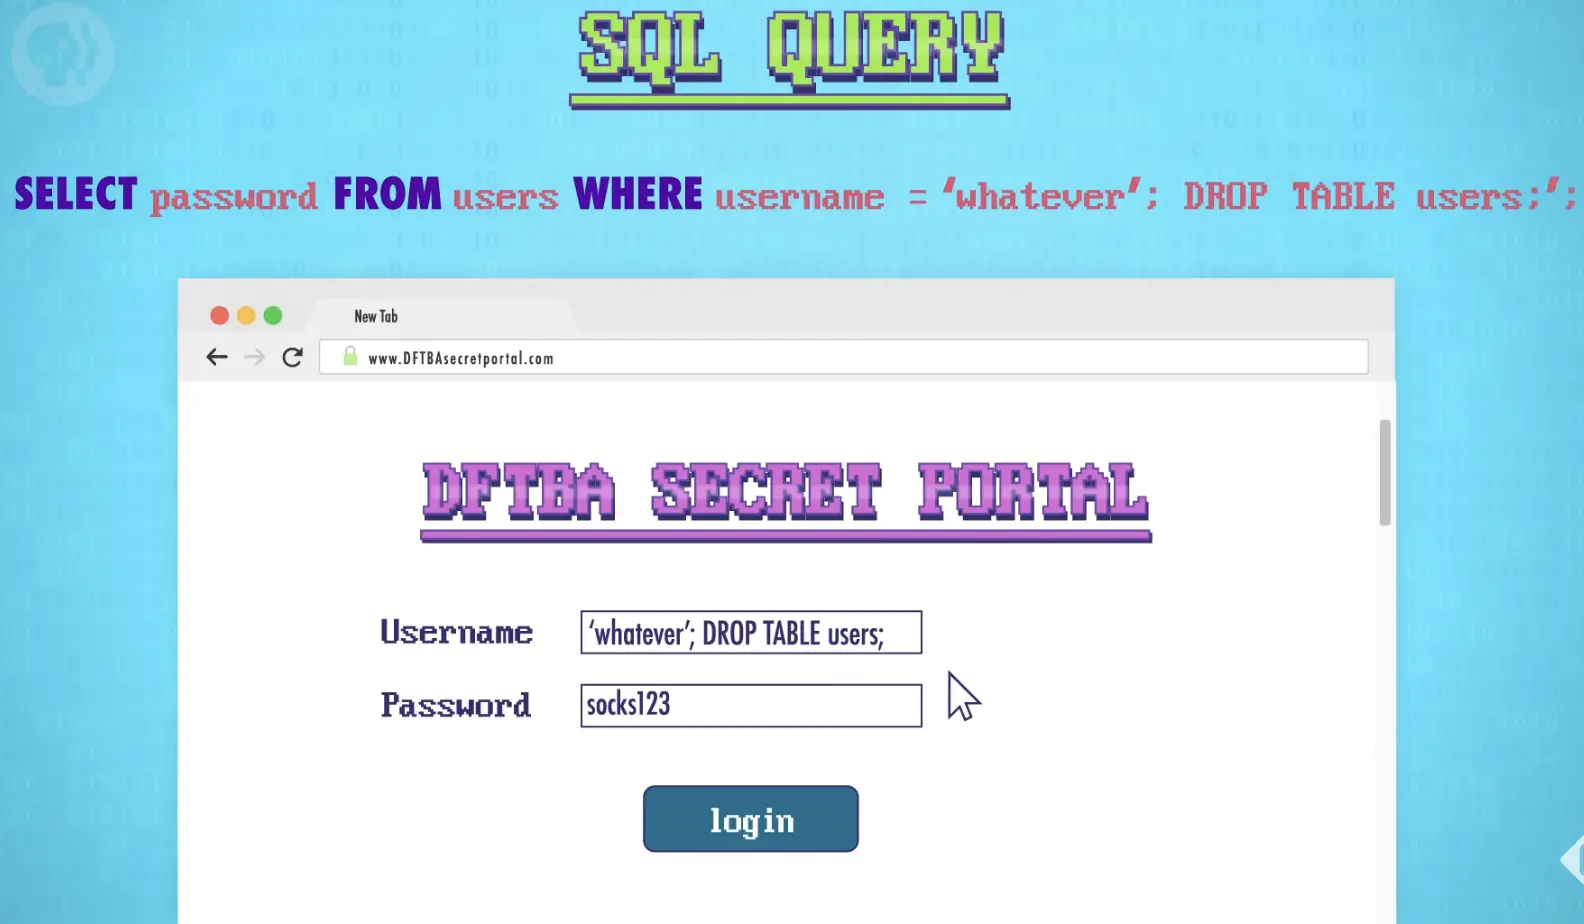 SQL QUERY
SELECT password FROM users WHERE username = ‘whatever’; DROP TABLE users;’;
New Tab
www.DFTBAsecretportal.com
DFTBA SECRET PORTAL
Username ‘whatever’; DROP TABLE users;
Password socks123
login